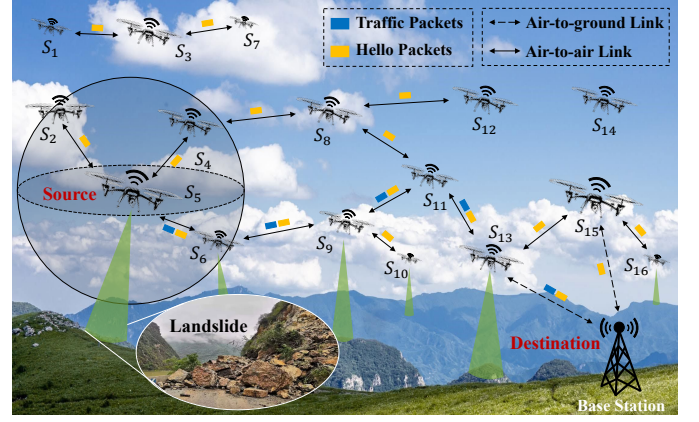 Traffic Packets
Hello Packets
Air-to-ground Link
Air-to-air Link
S₁
S₃
S₇
S₂
S₄
S₈
S₁₂
S₁₄
Source
S₅
S₁₁
S₆
S₉
S₁₀
S₁₃
S₁₅
S₁₆
Landslide
Destination
Base Station